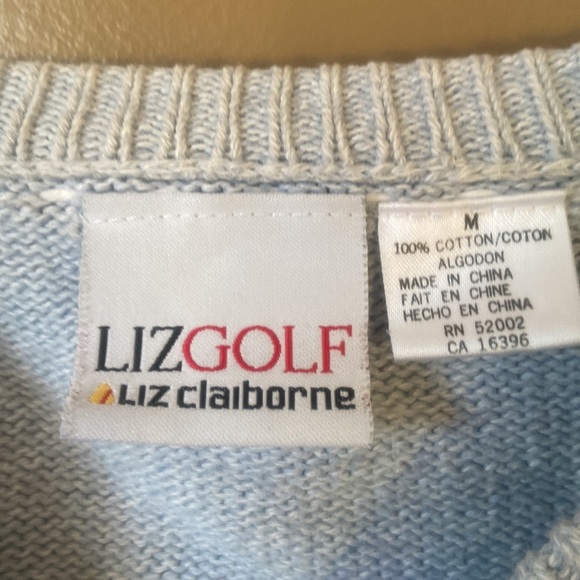 LIZGOLF
LIZ claiborne
M
100% COTTON/COTON
ALGODON
MADE IN CHINA
FAIT EN CHINE
HECHO EN CHINA
RN 52002
CA 16396